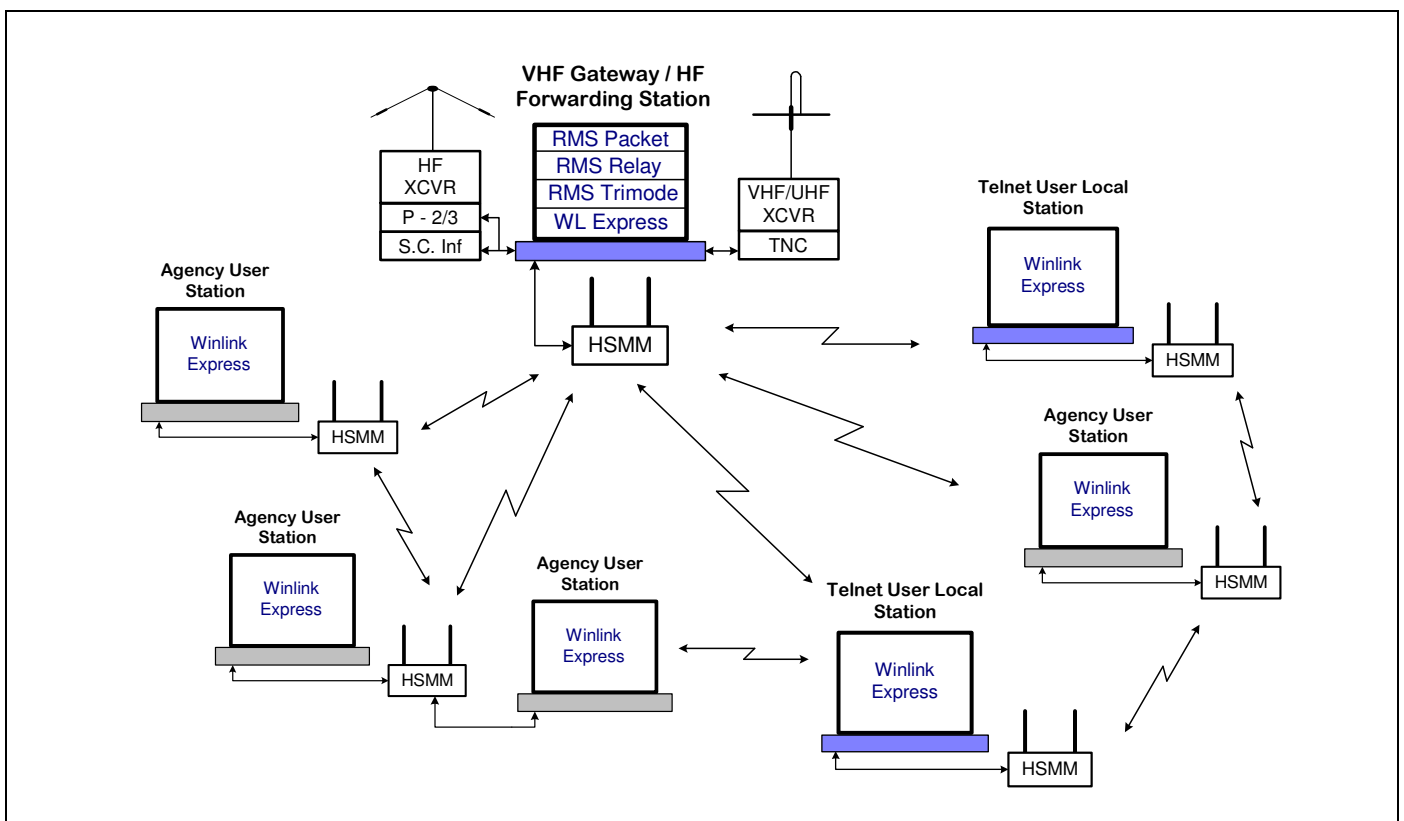 VHF Gateway / HF
Forwarding Station
RMS Packet
RMS Relay
RMS Trimode
WL Express
HF
XCVR
P - 2/3
S.C. Inf
VHF/UHF
XCVR
TNC
HSMM
Telnet User Local
Station
Winlink
Express
HSMM
Agency User
Station
Winlink
Express
HSMM
Agency User
Station
Winlink
Express
HSMM
Agency User
Station
Winlink
Express
HSMM
Agency User
Station
Winlink
Express
Telnet User Local
Station
Winlink
Express
HSMM